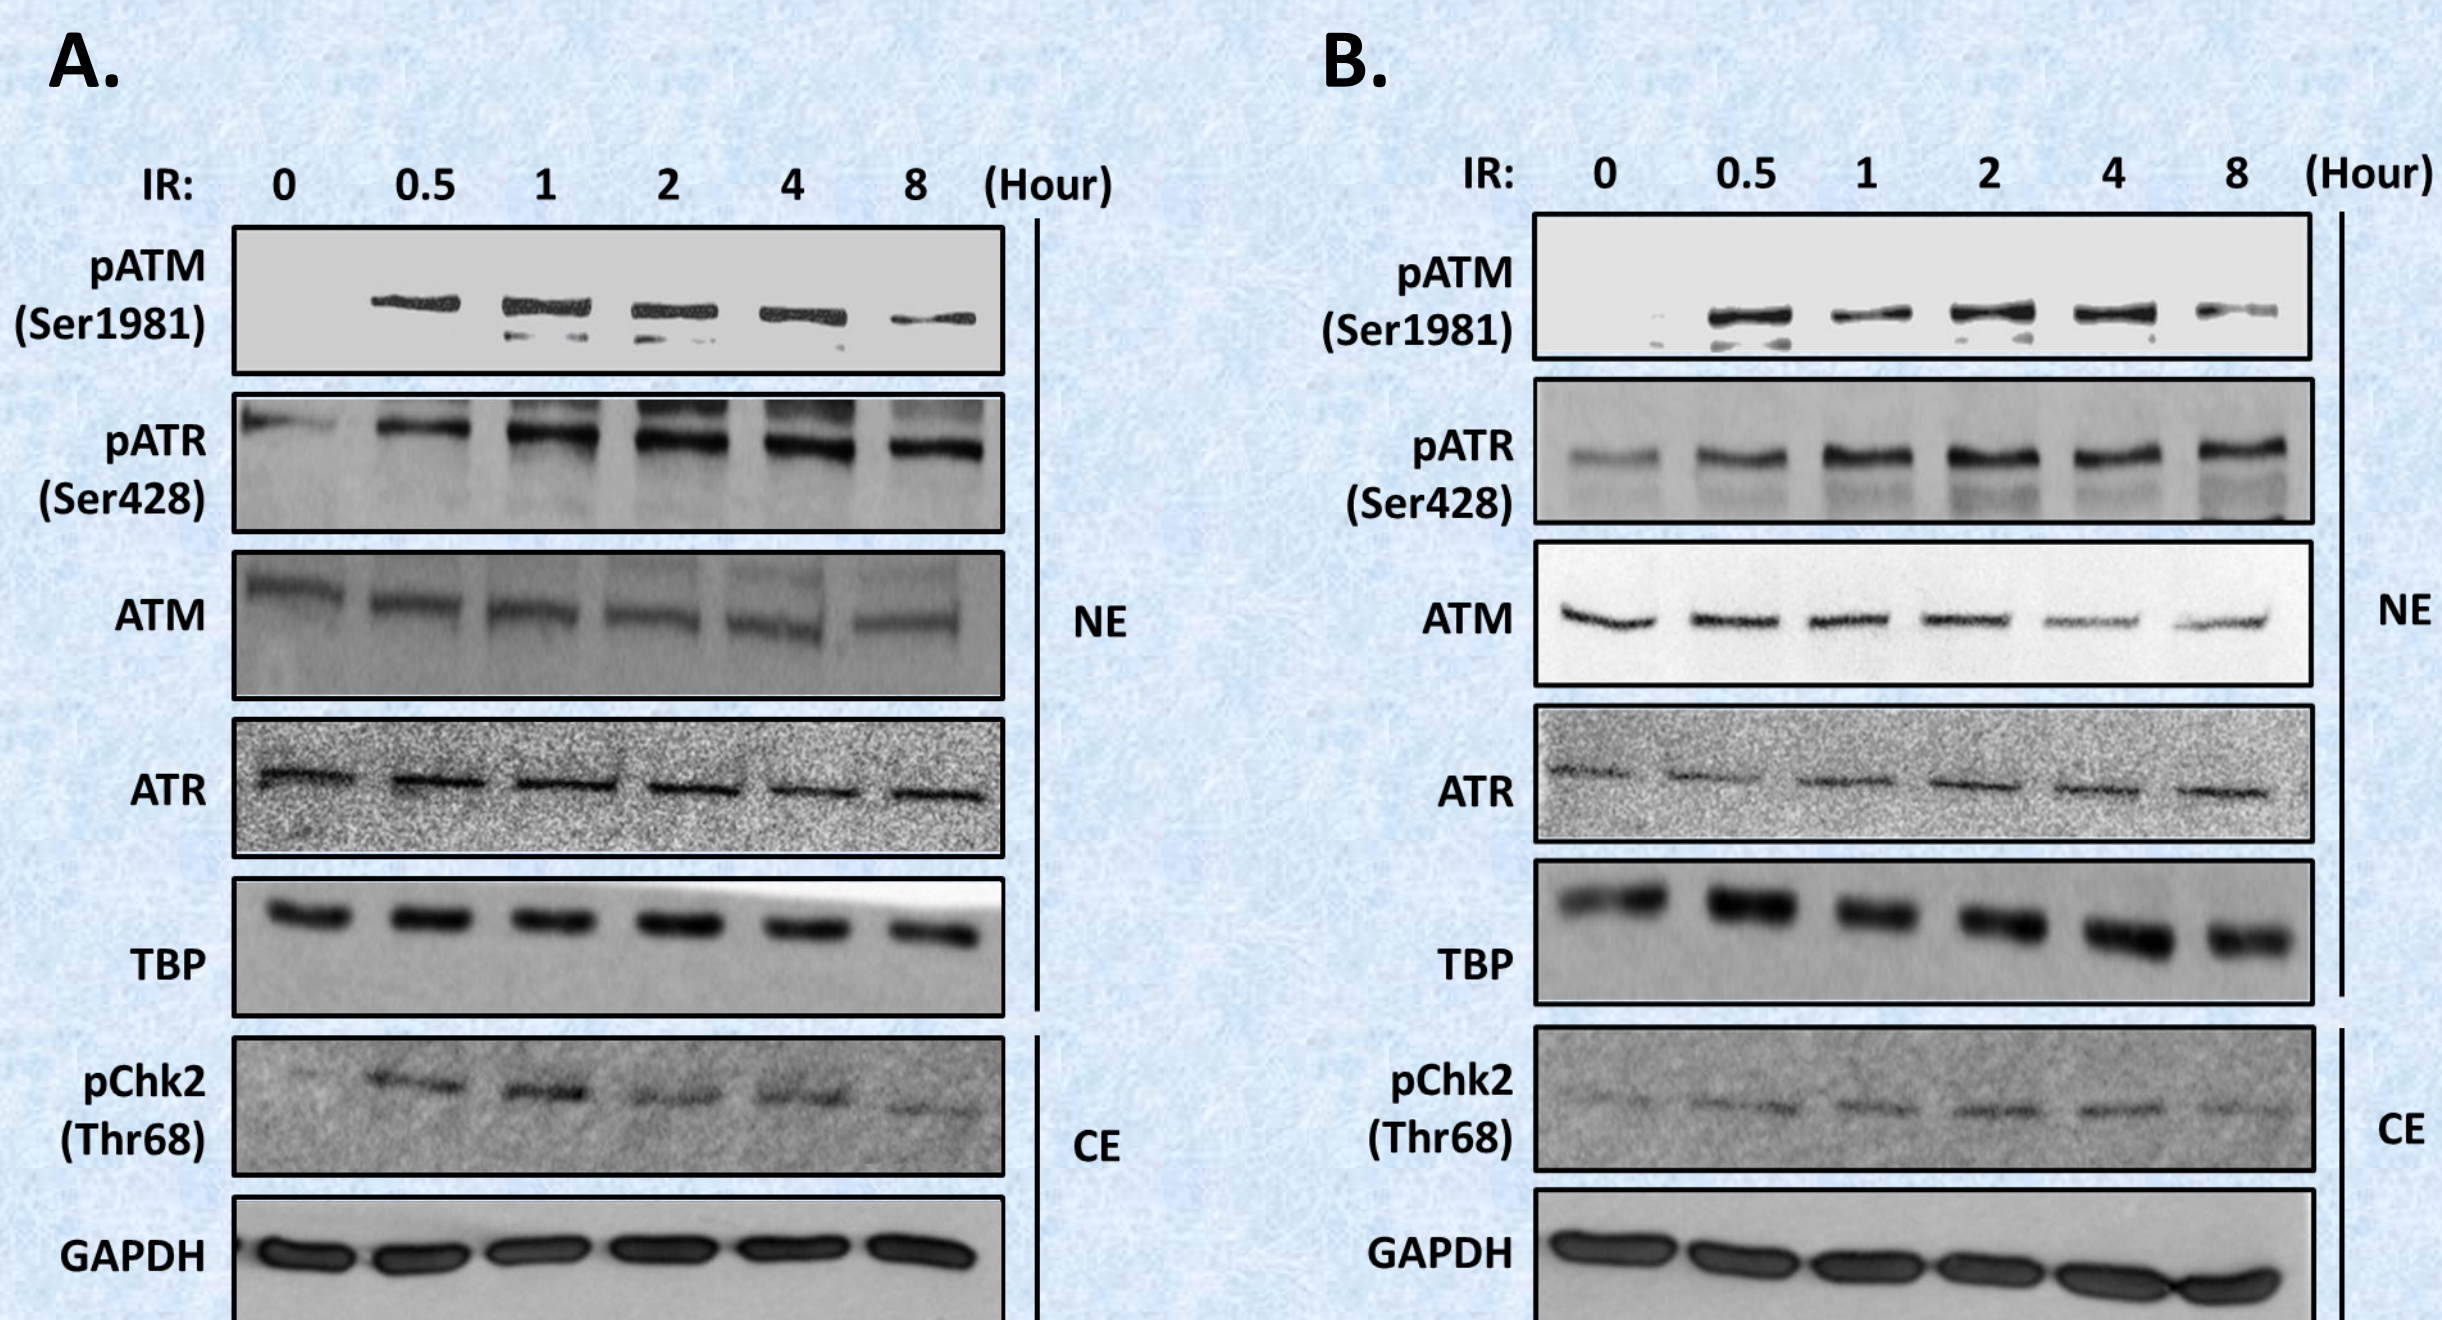 A.
IR: 0 0.5 1 2 4 8 (Hour)
pATM
(Ser1981)
pATR
(Ser428)
ATM
ATR
TBP
NE
pChk2
(Thr68)
GAPDH
CE
B.
IR: 0 0.5 1 2 4 8 (Hour)
pATM
(Ser1981)
pATR
(Ser428)
ATM
ATR
TBP
NE
pChk2
(Thr68)
GAPDH
CE